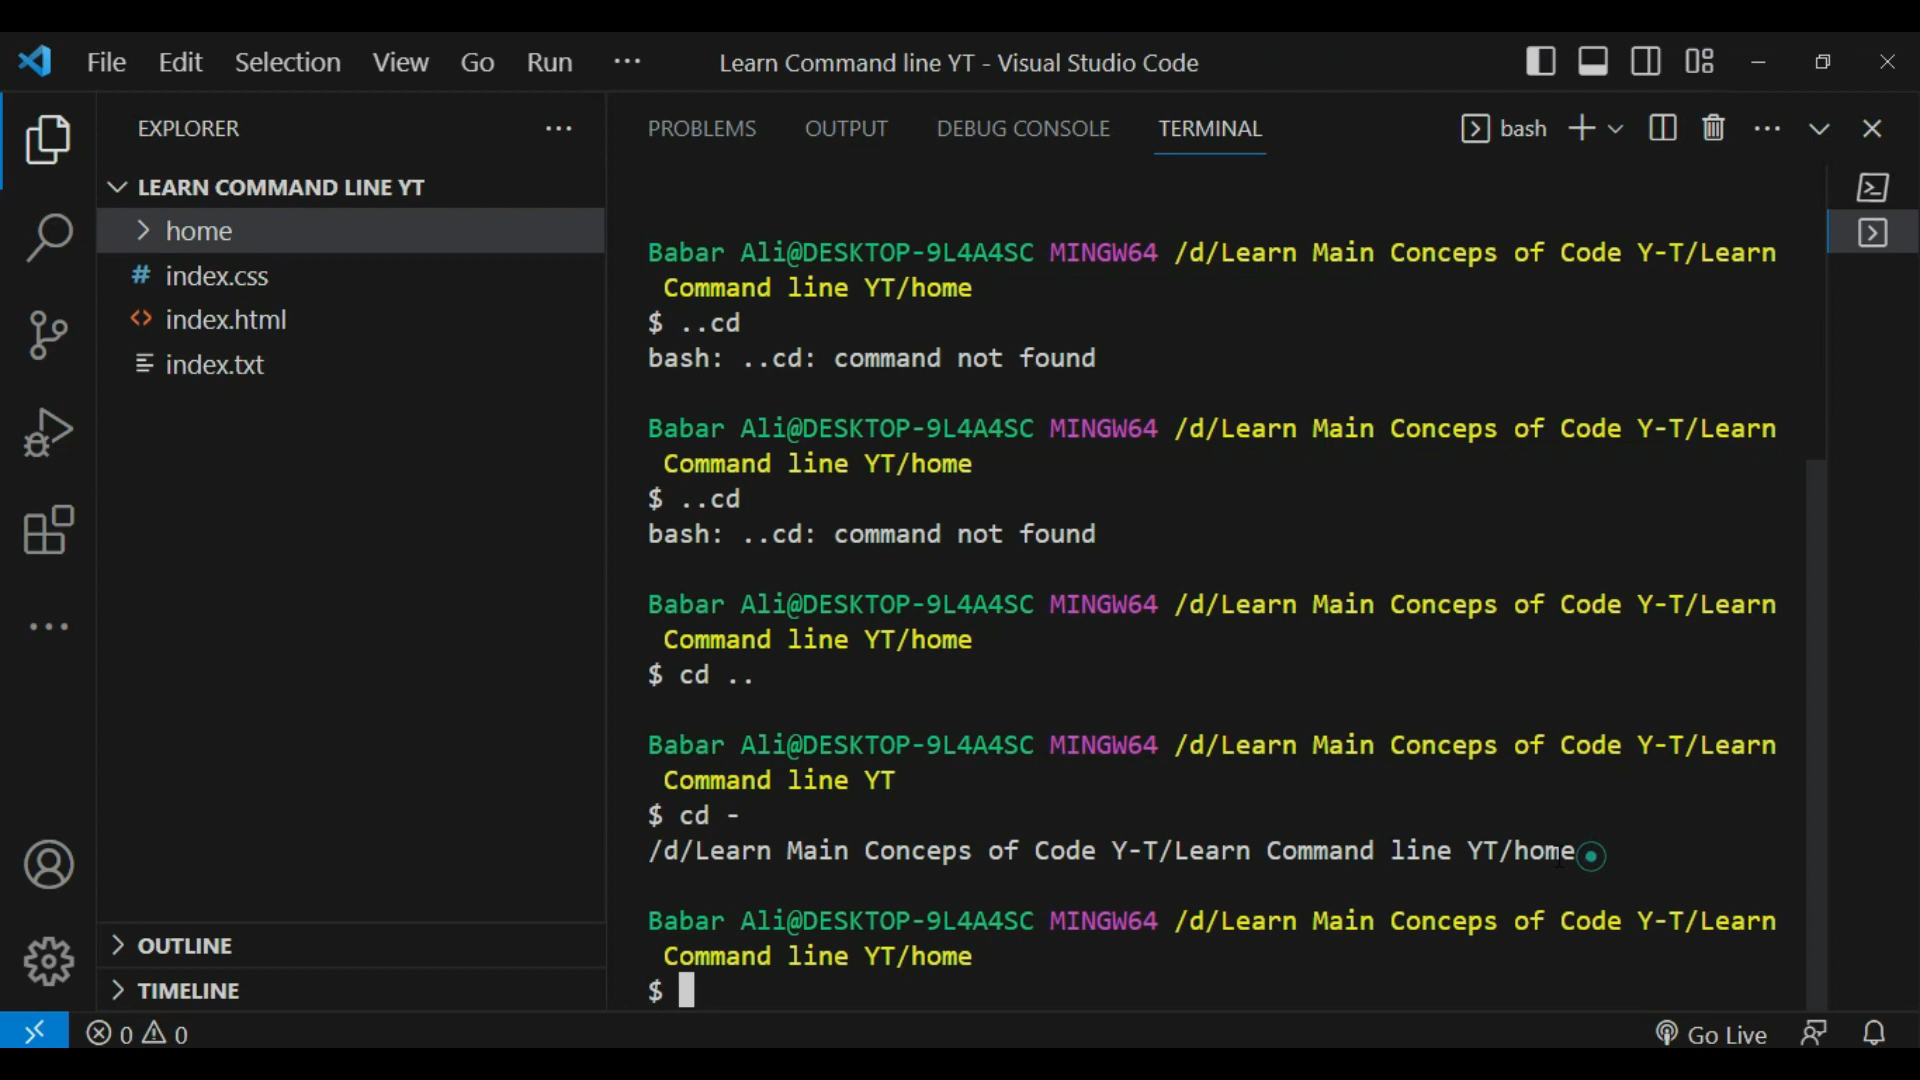 File Edit Selection View Go Run ··· Learn Command line YT - Visual Studio Code
EXPLORER ···
LEARN COMMAND LINE YT
home
# index.css
<> index.html
index.txt
OUTLINE
TIMELINE
PROBLEMS OUTPUT DEBUG CONSOLE TERMINAL bash
Babar Ali@DESKTOP-9L4A4SC MINGW64 /d/Learn Main Conceps of Code Y-T/Learn
Command line YT/home
$ ..cd
bash: ..cd: command not found
Babar Ali@DESKTOP-9L4A4SC MINGW64 /d/Learn Main Conceps of Code Y-T/Learn
Command line YT/home
$ ..cd
bash: ..cd: command not found
Babar Ali@DESKTOP-9L4A4SC MINGW64 /d/Learn Main Conceps of Code Y-T/Learn
Command line YT/home
$ cd ..
Babar Ali@DESKTOP-9L4A4SC MINGW64 /d/Learn Main Conceps of Code Y-T/Learn
Command line YT
$ cd -
/d/Learn Main Conceps of Code Y-T/Learn Command line YT/home
Babar Ali@DESKTOP-9L4A4SC MINGW64 /d/Learn Main Conceps of Code Y-T/Learn
Command line YT/home
$
0 0 Go Live